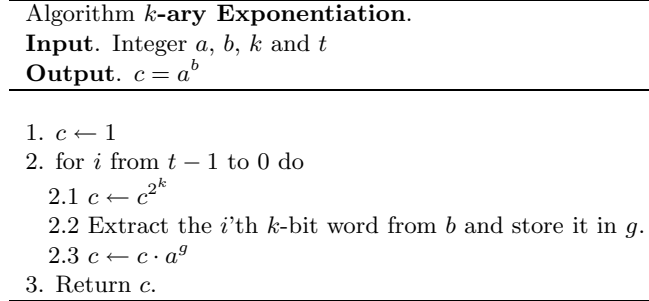 Algorithm k-ary Exponentiation.
Input. Integer a, b, k and t
Output. c = a^b
1. c ← 1
2. for i from t − 1 to 0 do
2.1 c ← c^{2^k}
2.2 Extract the i'th k-bit word from b and store it in g.
2.3 c ← c · a^g
3. Return c.